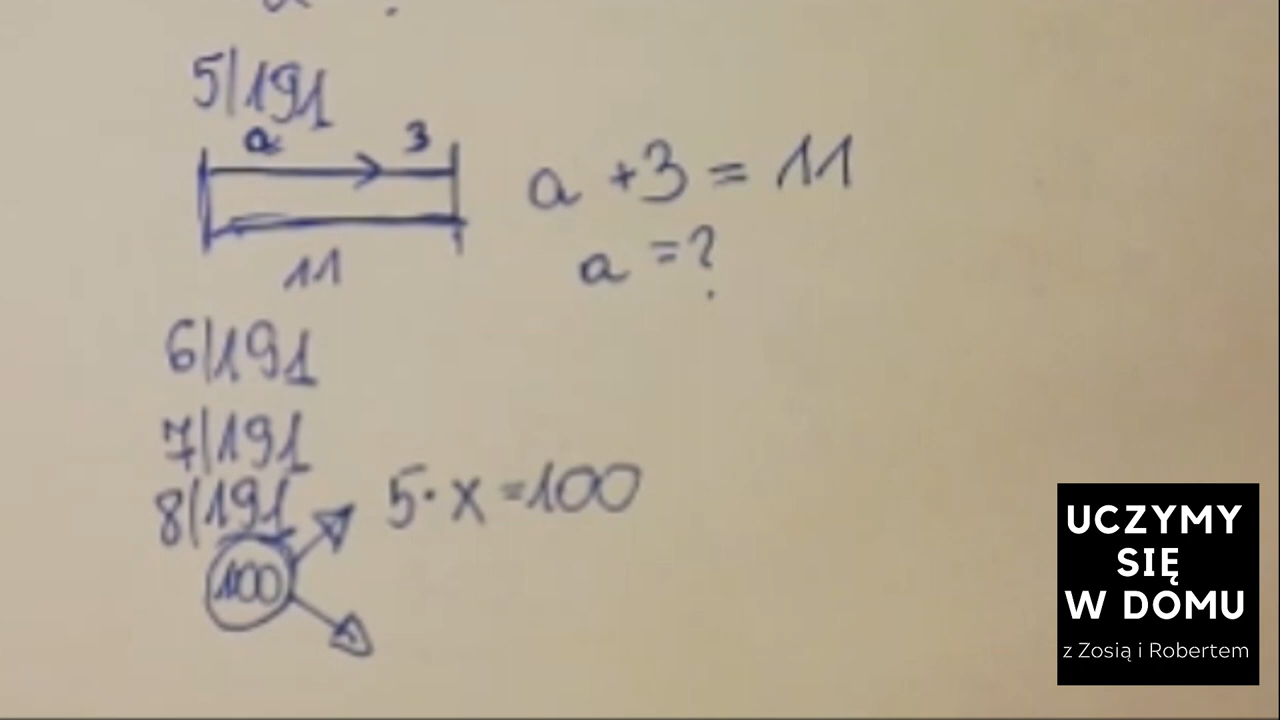 5|191
a 3
a + 3 = 11
11
a = ?
6|191
7|191
8|191
5 · x = 100
100
UCZYMY
SIĘ
W DOMU
z Zosią i Robertem